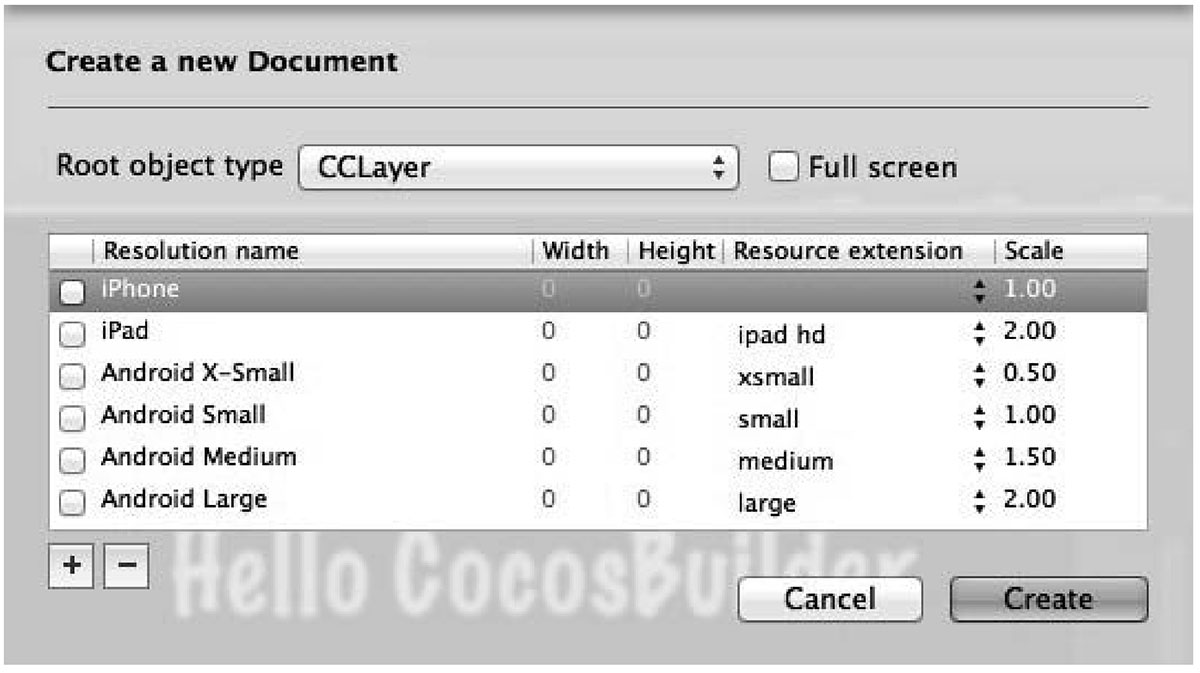 Create a new Document
Root object type CCLayer Full screen
Resolution name Width Height Resource extension Scale
iPhone 0 0 1.00
iPad 0 0 ipad hd 2.00
Android X-Small 0 0 xsmall 0.50
Android Small 0 0 small 1.00
Android Medium 0 0 medium 1.50
Android Large 0 0 large 2.00
+ −
Hello CocosBuilder
Cancel Create